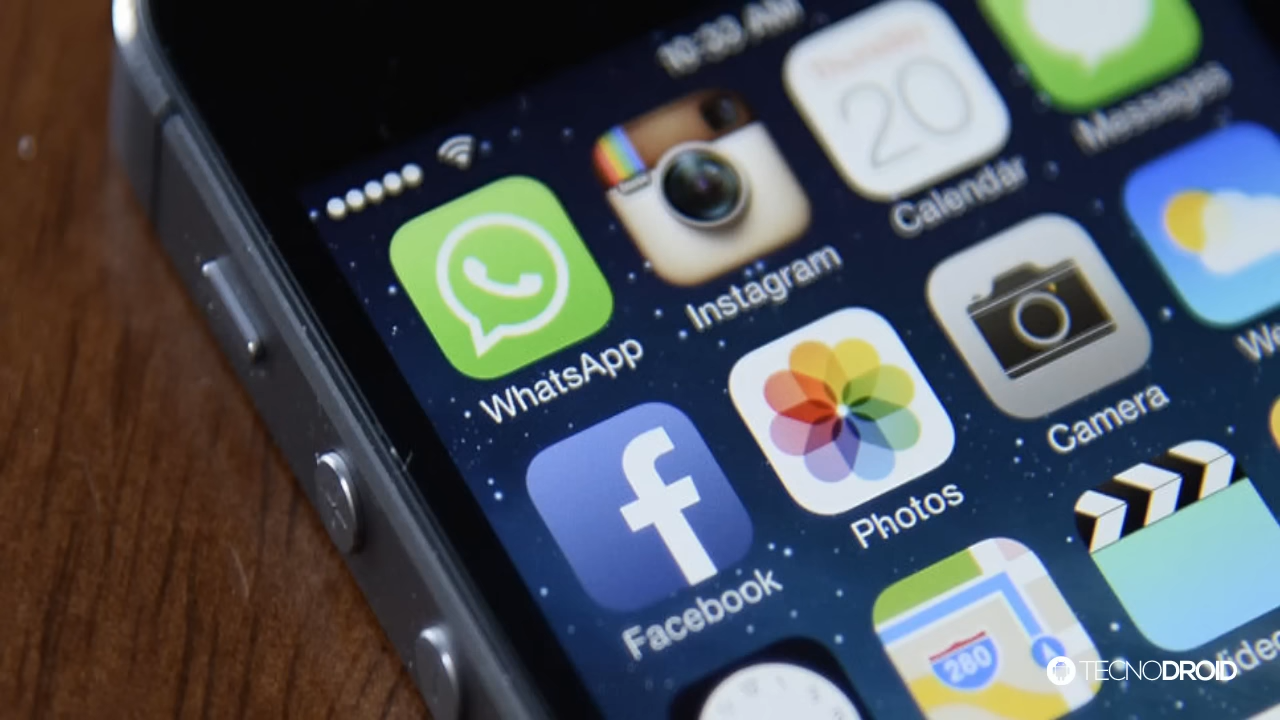 10:33 AM
Thursday
20
Calendar
Messages
WhatsApp
Instagram
Facebook
Photos
Camera
280
TECNODROID